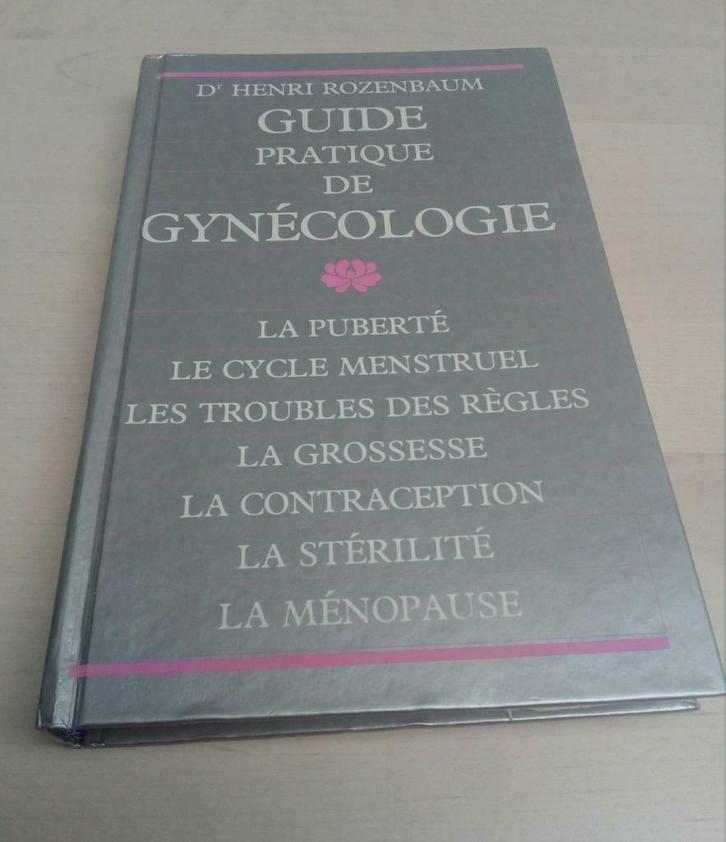 Dr HENRI ROZENBAUM
GUIDE
PRATIQUE
DE
GYNÉCOLOGIE
LA PUBERTÉ
LE CYCLE MENSTRUEL
LES TROUBLES DES RÈGLES
LA GROSSESSE
LA CONTRACEPTION
LA STÉRILITÉ
LA MÉNOPAUSE